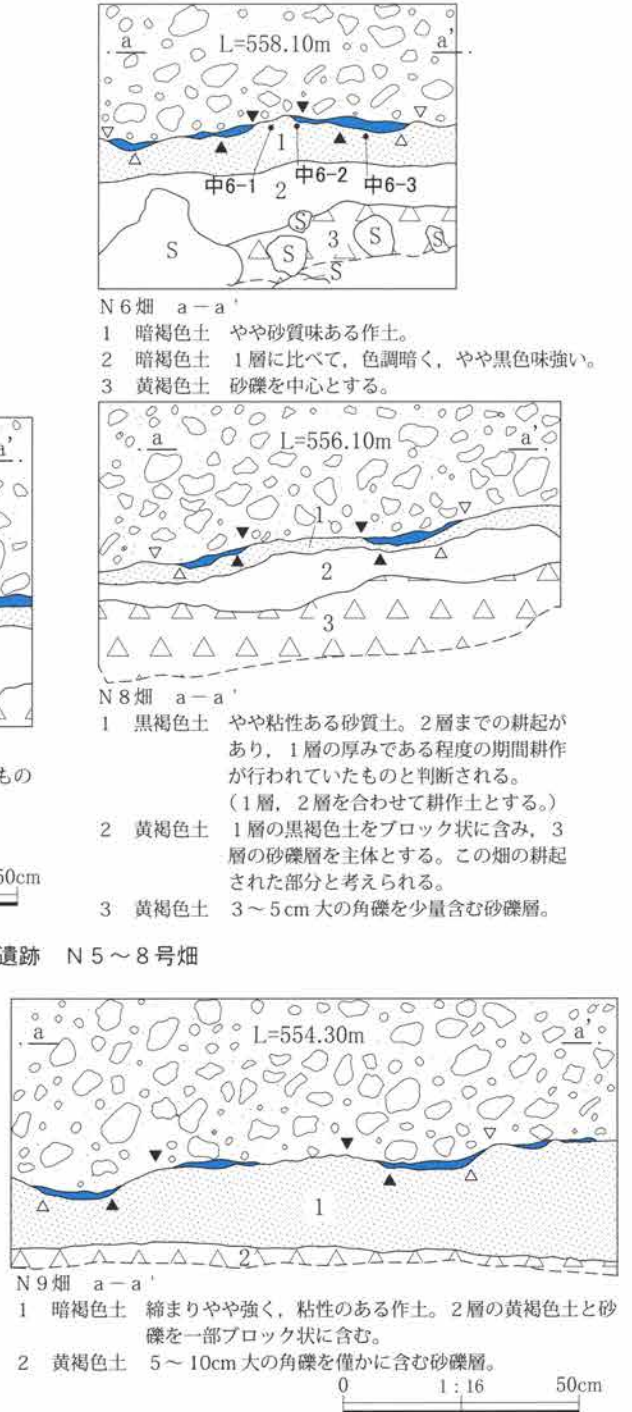 a L=558.10m a'
1
中6-1 中6-2 中6-3
2
S S 3 S S
S S
N6畑 a－a'
1 暗褐色土 やや砂質味ある作土。
2 暗褐色土 1層に比べて，色調暗く，やや黒色味強い。
3 黄褐色土 砂礫を中心とする。
a'
a L=556.10m a'
1
2
3
N8畑 a－a'
1 黒褐色土 やや粘性ある砂質土。2層までの耕起が
あり，1層の厚みである程度の期間耕作
が行われていたものと判断される。
もの
（1層，2層を合わせて耕作土とする。）
2 黄褐色土 1層の黒褐色土をブロック状に含み，3
層の砂礫層を主体とする。この畑の耕起
50cm
された部分と考えられる。
3 黄褐色土 3～5cm大の角礫を少量含む砂礫層。
遺跡 N5～8号畑
a L=554.30m a'
1
2
N9畑 a－a'
1 暗褐色土 締まりやや強く，粘性のある作土。2層の黄褐色土と砂
礫を一部ブロック状に含む。
2 黄褐色土 5～10cm大の角礫を僅かに含む砂礫層。
0 1:16 50cm